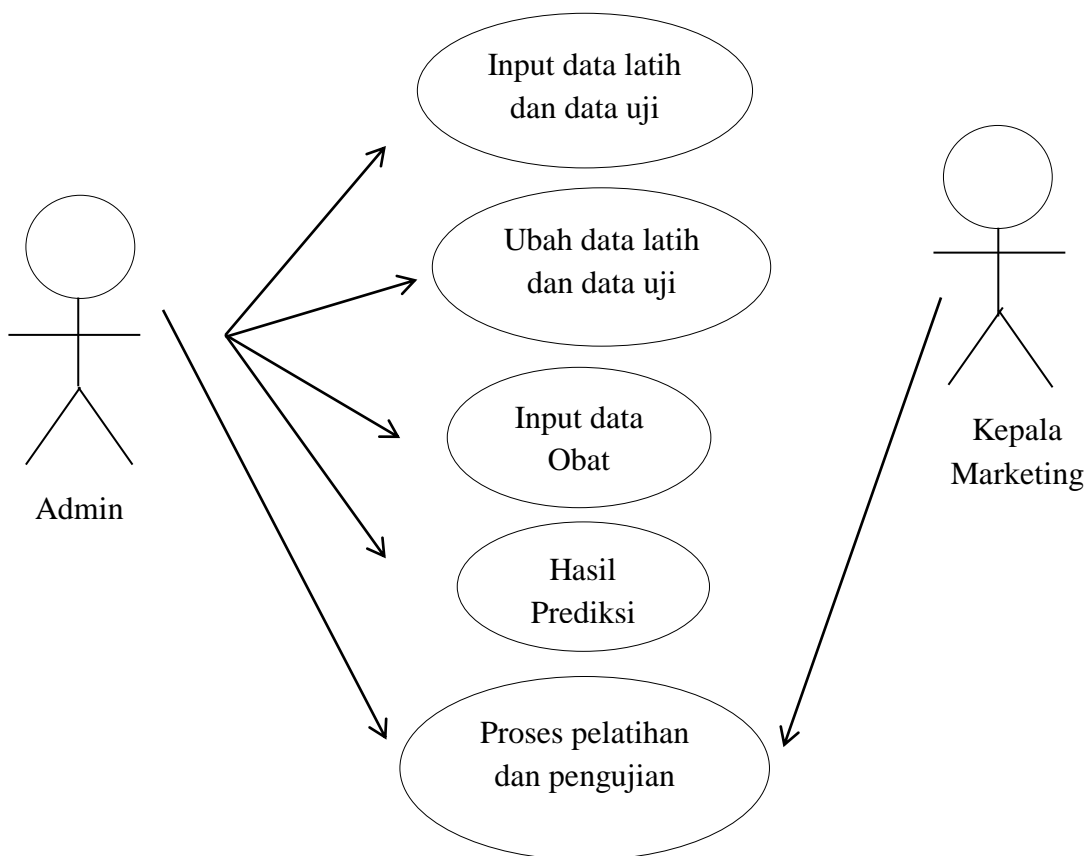 Input data latih
dan data uji
Ubah data latih
dan data uji
Input data
Obat
Hasil
Prediksi
Proses pelatihan
dan pengujian
Admin
Kepala
Marketing